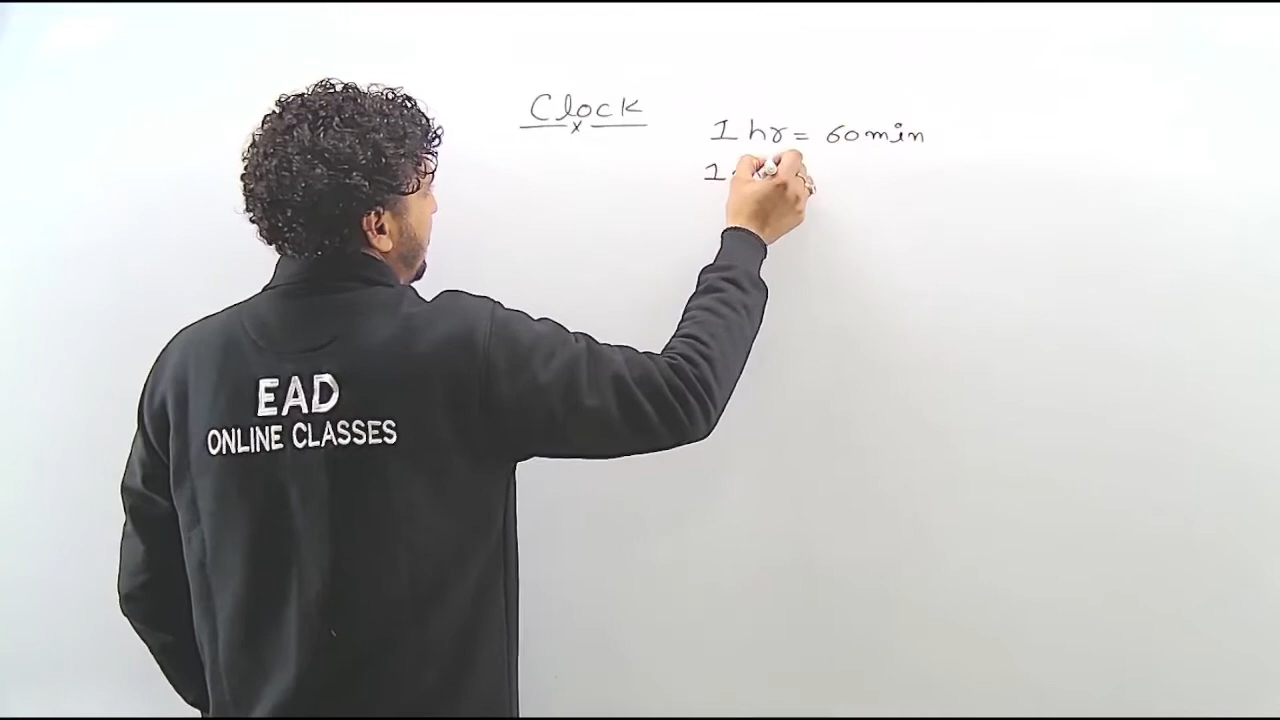 Clock
1 hr = 60 min
1
EAD
ONLINE CLASSES